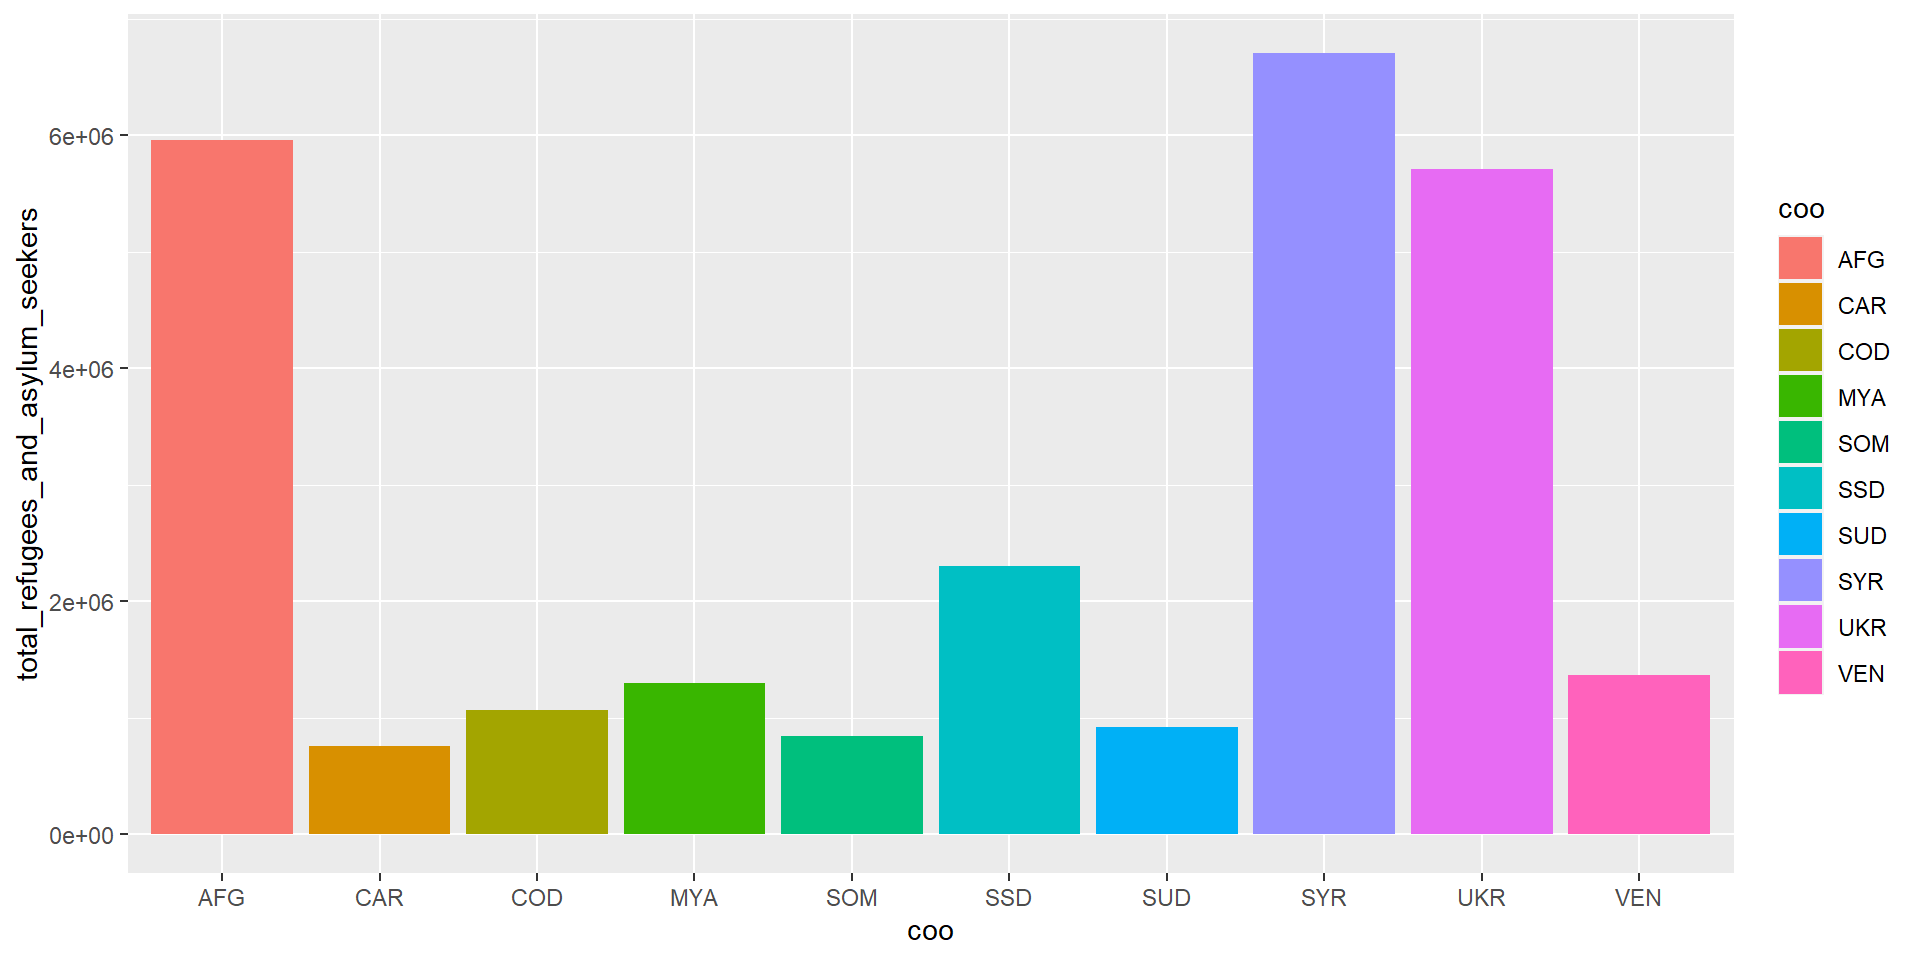 total_refugees_and_asylum_seekers
6e+06
4e+06
2e+06
0e+00
AFG CAR COD MYA SOM SSD SUD SYR UKR VEN
coo
coo
AFG
CAR
COD
MYA
SOM
SSD
SUD
SYR
UKR
VEN